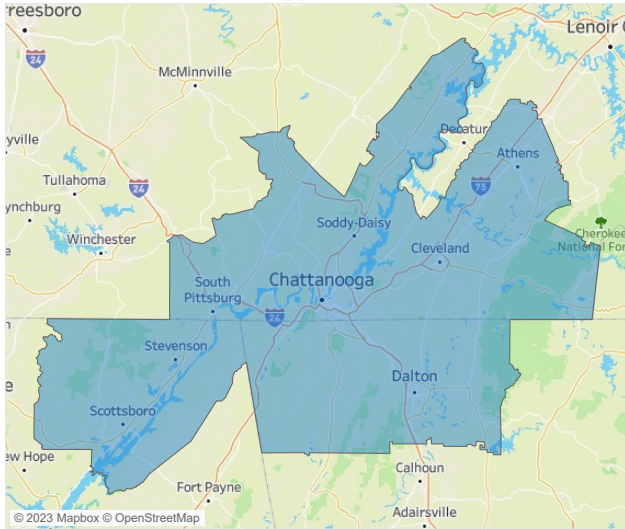 reesboro
Lenoir C
24
McMinnville
yville
Decatur
Athens
Tullahoma
24
75
ynchburg
Soddy-Daisy
Winchester
Cleveland
Cherokee
National Fore
e
South
Pittsburg
Chattanooga
n
24
Stevenson
Dalton
e
Scottsboro
ew Hope
Calhoun
Fort Payne
Adairsville
© 2023 Mapbox © OpenStreetMap